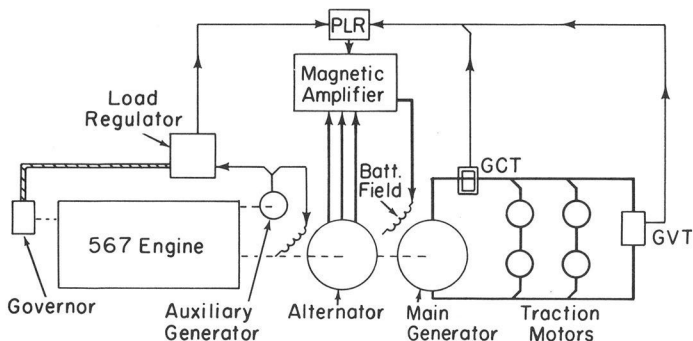 PLR
Magnetic
Amplifier
Load
Regulator
Batt.
Field
GCT
GVT
567 Engine
Governor
Auxiliary
Generator
Alternator
Main
Generator
Traction
Motors